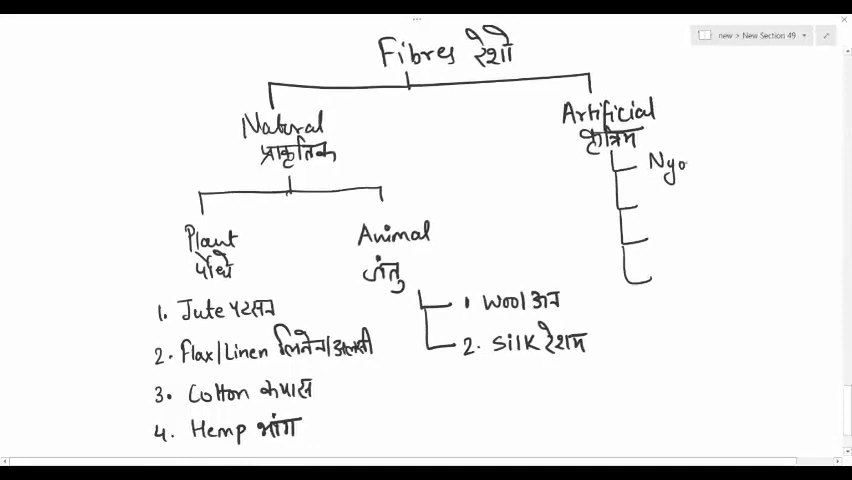 new > New Section 49
Fibres रेशो
Natural
प्राकृतिक
Artificial
कृत्रिम
Nyo
Plant
पौधे
Animal
जंतु
1. Jute पटसन
2. Flax/Linen लिनेन/अलसी
3. Cotton कपास
4. Hemp भांग
1. Wool ऊन
2. Silk रेशम